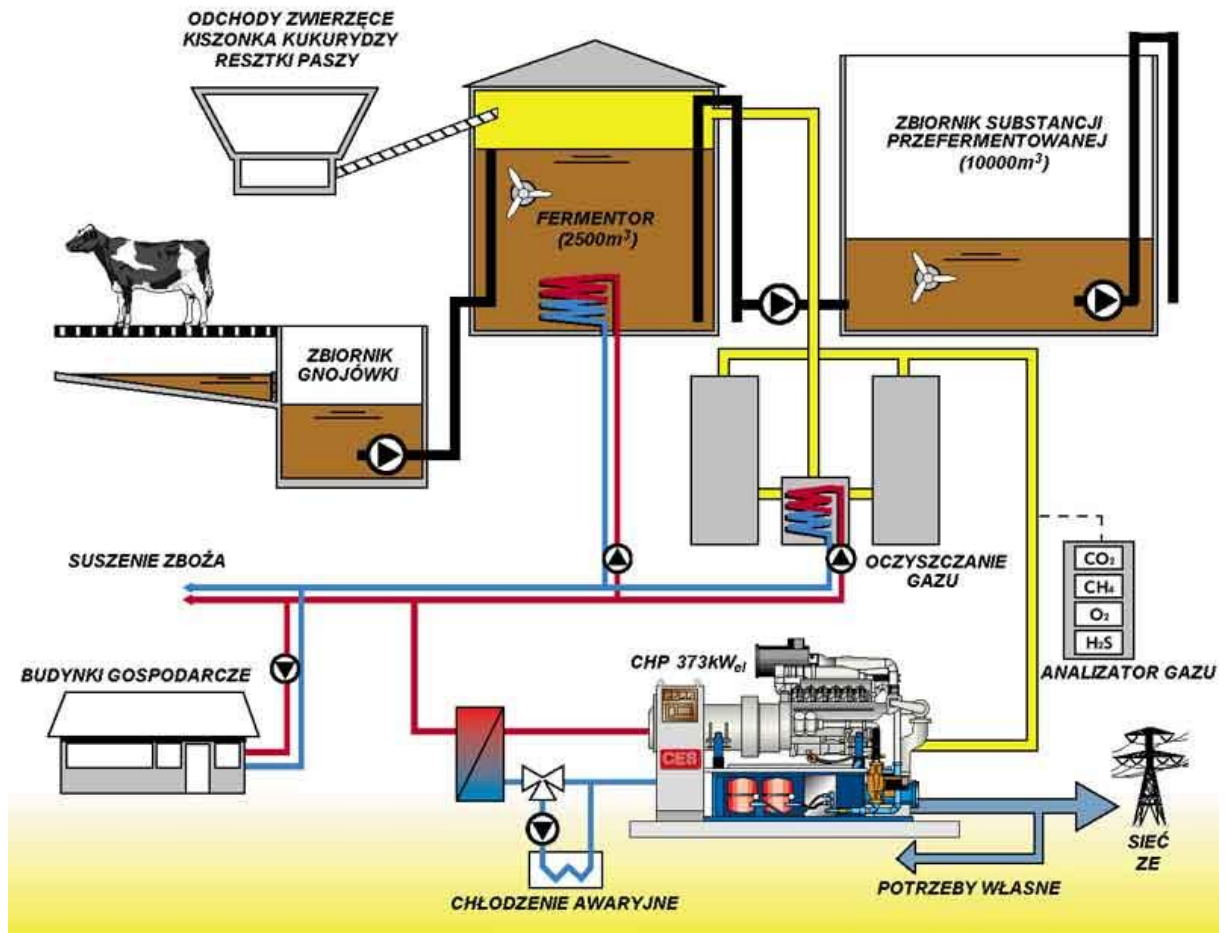 ODCHODY ZWIERZĘCE
KISZONKA KUKURYDZY
RESZTKI PASZY
ZBIORNIK SUBSTANCJI
PRZEFERMENTOWANEJ
(10000m³)
FERMENTOR
(2500m³)
ZBIORNIK
GNOJÓWKI
SUSZENIE ZBOŻA
OCZYSZCZANIE
GAZU
CO₂
CH₄
O₂
H₂S
ANALIZATOR GAZU
BUDYNKI GOSPODARCZE
CHP 373kWel
CES
SIEĆ
ZE
POTRZEBY WŁASNE
CHŁODZENIE AWARYJNE